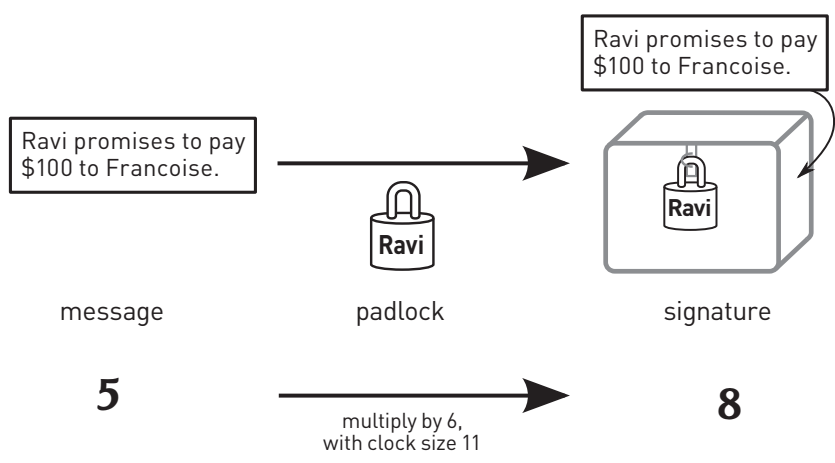 Ravi promises to pay
$100 to Francoise.
Ravi promises to pay
$100 to Francoise.
Ravi
Ravi
message
padlock
signature
5
multiply by 6,
with clock size 11
8